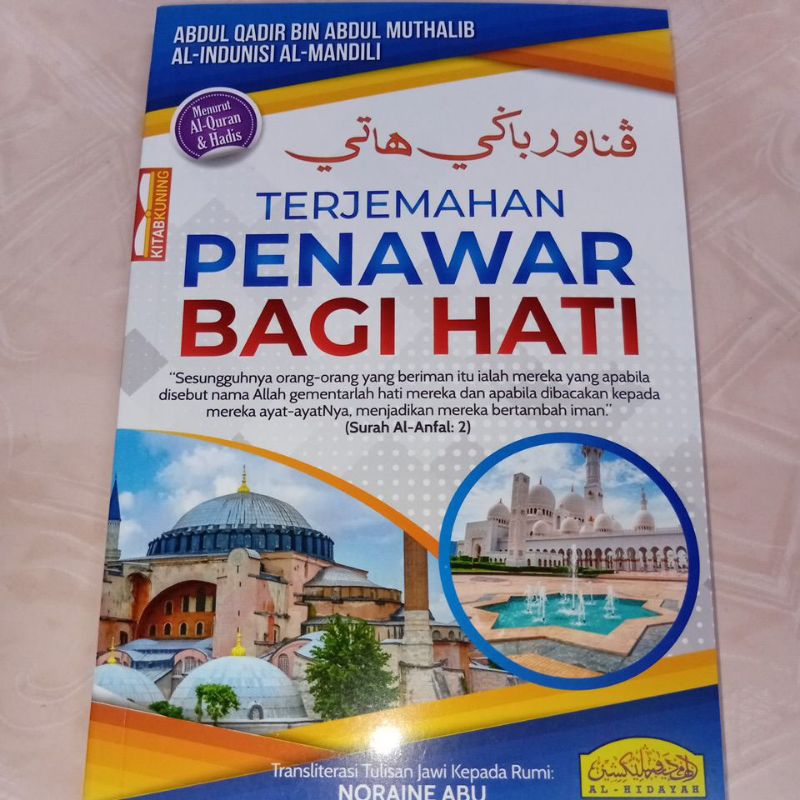 ABDUL QADIR BIN ABDUL MUTHALIB
AL-INDUNISI AL-MANDILI
Menurut
Al-Quran
& Hadis
ڤناور باݢي هاتي
KITABKUNING
TERJEMAHAN
PENAWAR
BAGI HATI
“Sesungguhnya orang-orang yang beriman itu ialah mereka yang apabila
disebut nama Allah gementarlah hati mereka dan apabila dibacakan kepada
mereka ayat-ayatNya, menjadikan mereka bertambah iman.”
(Surah Al-Anfal: 2)
Transliterasi Tulisan Jawi Kepada Rumi:
NORAINE ABU
AL-HIDAYAH